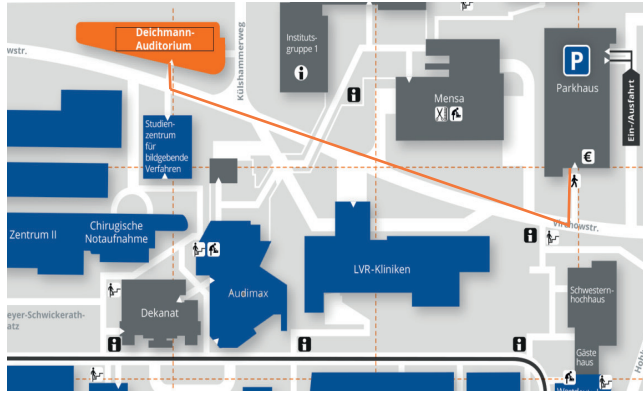 Deichmann-
Auditorium
Instituts-
gruppe 1
i
Külshammerweg
P
Parkhaus
Ein-/Ausfahrt
€
i
Mensa
Studien-
zentrum
für
bildgebende
Verfahren
Virchowstr.
i
Zentrum II
Chirugische
Notaufnahme
LVR-Kliniken
Audimax
Dekanat
Schwestern-
hochhaus
Gäste
haus
i
i
i